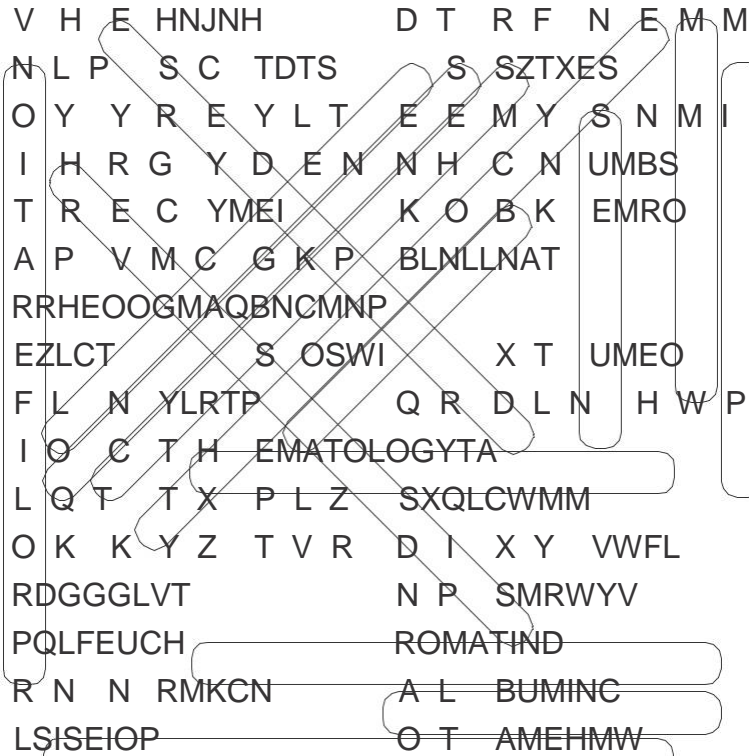 V H E HNJNH D T R F N E M M
N L P S C TDTS S SZTXES
O Y Y R E Y L T E E M Y S N M I
I H R G Y D E N N H C N UMBS
T R E C YMEI K O B K EMRO
A P V M C G K P BLNLLNAT
RRHEOOGMAQBNCMNP
EZLCT S OSWI X T UMEO
F L N YLRTP Q R D L N H W P
I O C T H EMATOLOGYTA
L Q T T X P L Z SXQLCWMM
O K K Y Z T V R D I X Y VWFL
RDGGGLVT N P SMRWYV
PQLFEUCH ROMATIND
R N N RMKCN A L BUMINC
LSISEIOP O T AMEHMW